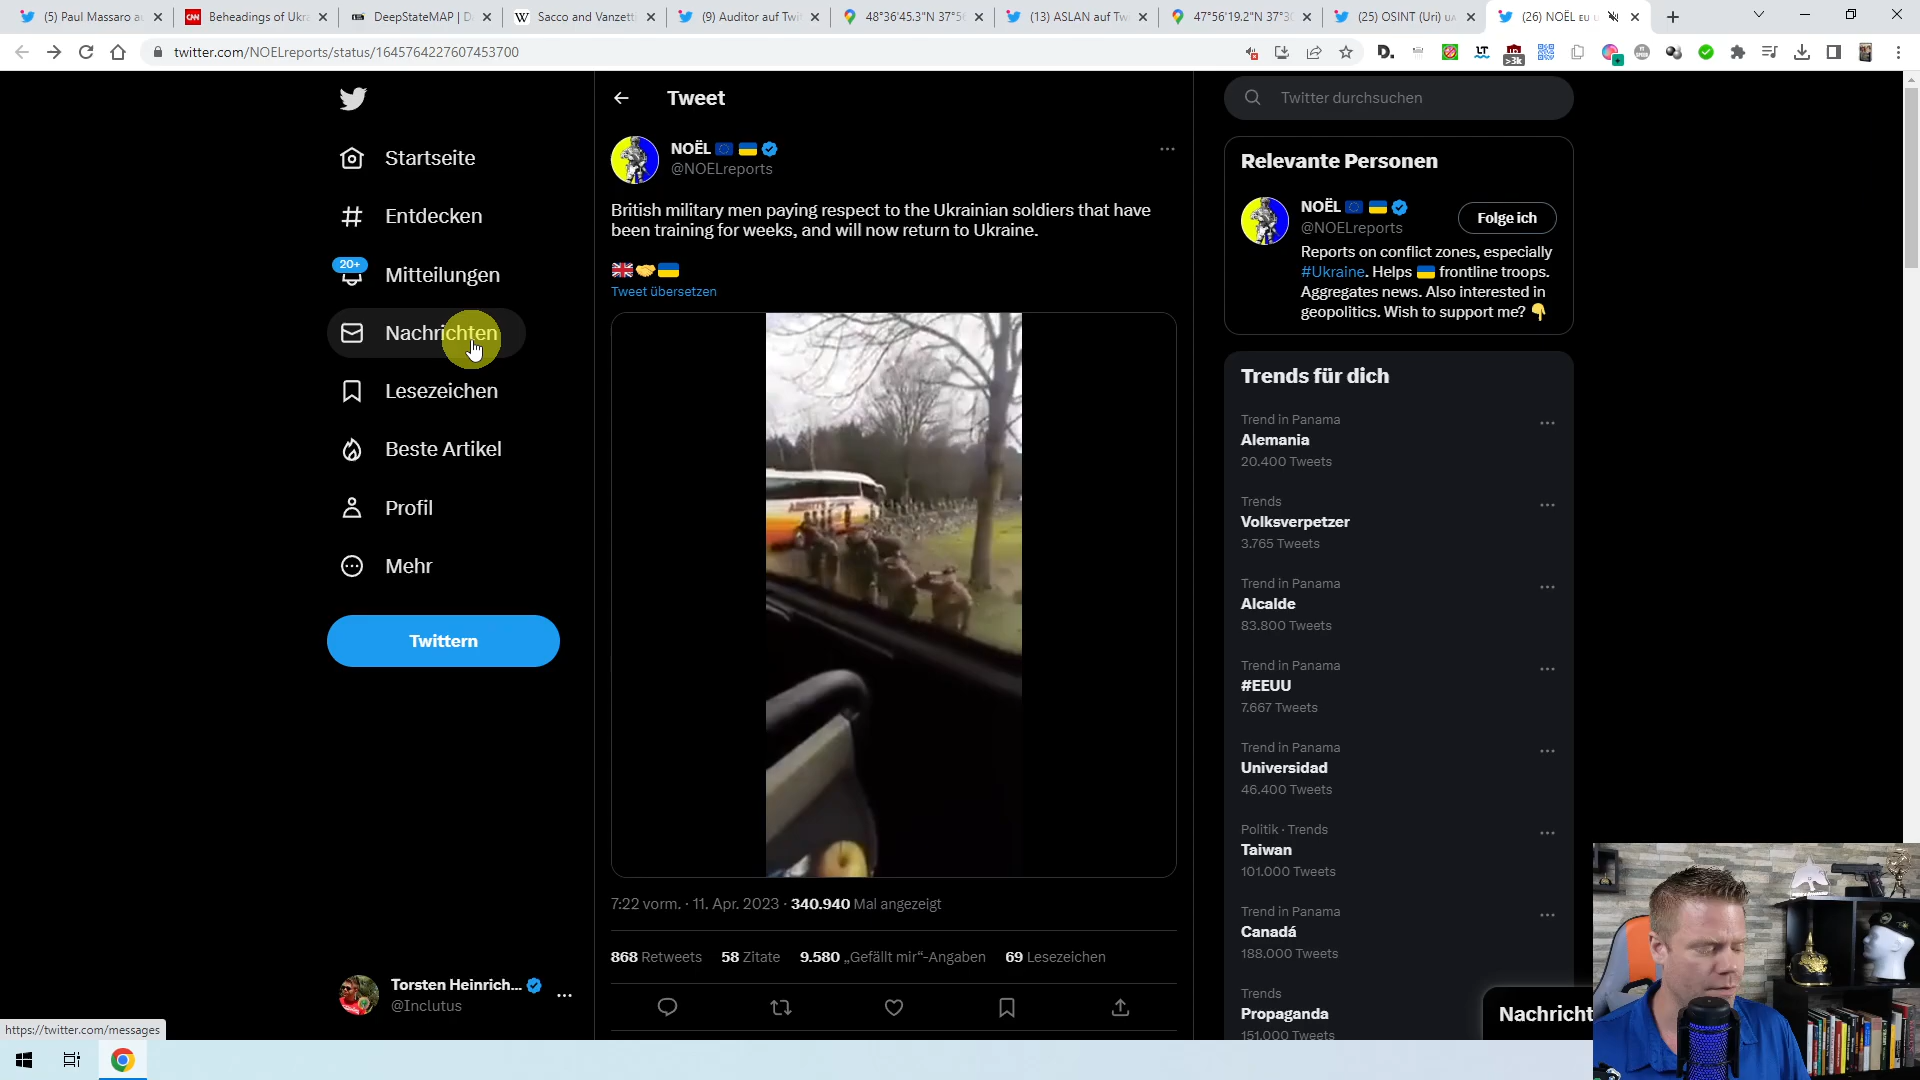 (5) Paul Massaro au
Beheadings of Ukra
DeepStateMAP | D
Sacco and Vanzetti
(9) Auditor auf Twit
48°36'45.3"N 37°56
(13) ASLAN auf Tw
47°56'19.2"N 37°30
(25) OSINT (Uri) UA
(26) NOËL EU U
twitter.com/NOELreports/status/1645764227607453700
>3k
Tweet
Twitter durchsuchen
Startseite
Entdecken
20+
Mitteilungen
Nachrichten
Lesezeichen
Beste Artikel
Profil
Mehr
Twittern
Torsten Heinrich...
@Inclutus
https://twitter.com/messages
NOËL
@NOELreports
British military men paying respect to the Ukrainian soldiers that have
been training for weeks, and will now return to Ukraine.
Tweet übersetzen
7:22 vorm. · 11. Apr. 2023 · 340.940 Mal angezeigt
868 Retweets 58 Zitate 9.580 „Gefällt mir“-Angaben 69 Lesezeichen
Relevante Personen
NOËL
@NOELreports
Folge ich
Reports on conflict zones, especially
#Ukraine. Helps frontline troops.
Aggregates news. Also interested in
geopolitics. Wish to support me?
Trends für dich
Trend in Panama
Alemania
20.400 Tweets
Trends
Volksverpetzer
3.765 Tweets
Trend in Panama
Alcalde
83.800 Tweets
Trend in Panama
#EEUU
7.667 Tweets
Trend in Panama
Universidad
46.400 Tweets
Politik · Trends
Taiwan
101.000 Tweets
Trend in Panama
Canadá
188.000 Tweets
Trends
Propaganda
151.000 Tweets
Nachricht